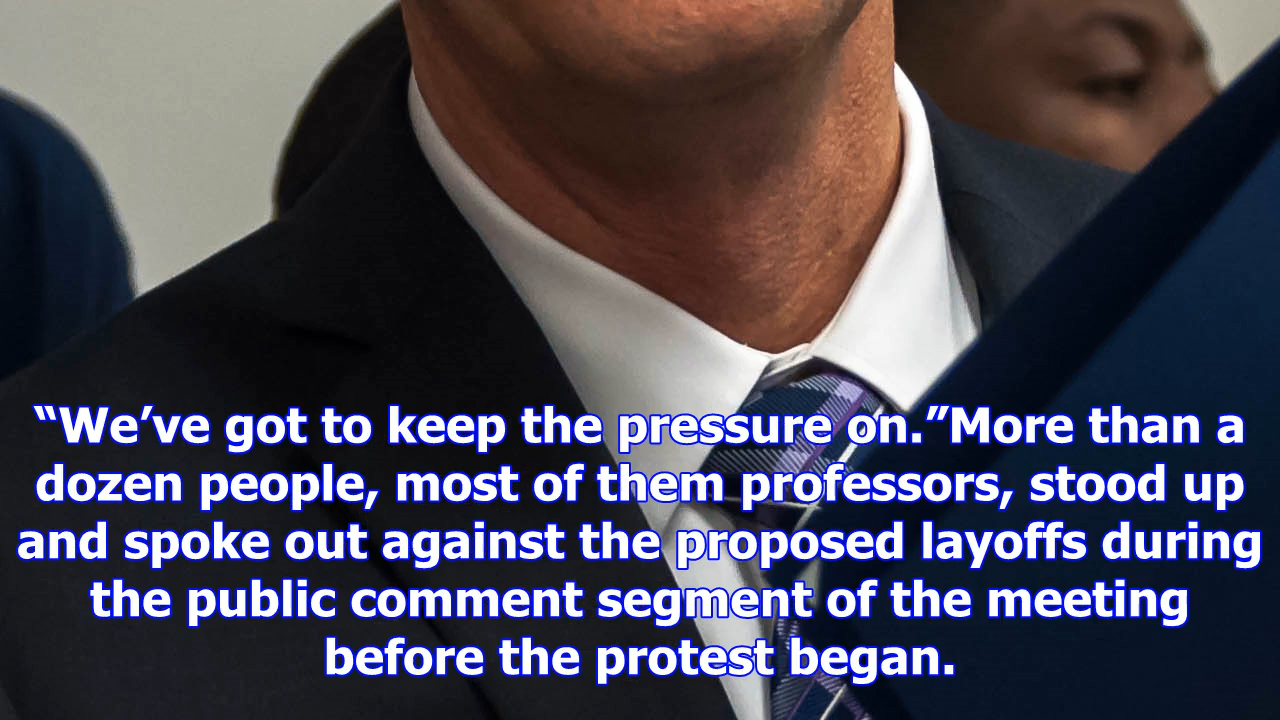 “We’ve got to keep the pressure on.”More than a
dozen people, most of them professors, stood up
and spoke out against the proposed layoffs during
the public comment segment of the meeting
before the protest began.